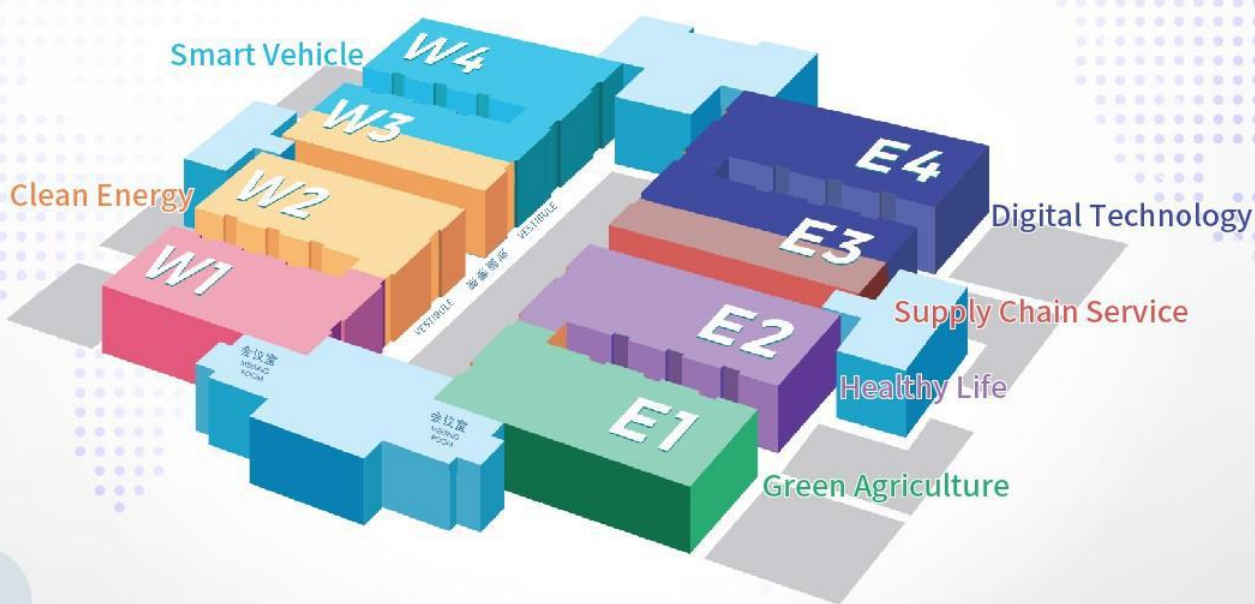 Smart Vehicle
W4
W3
Clean Energy
W2
W1
E4
Digital Technology
E3
Supply Chain Service
E2
Healthy Life
E1
Green Agriculture
VESTIBULE
VESTIBULE
会议室
MEETING
ROOM
会议室
MEETING
ROOM